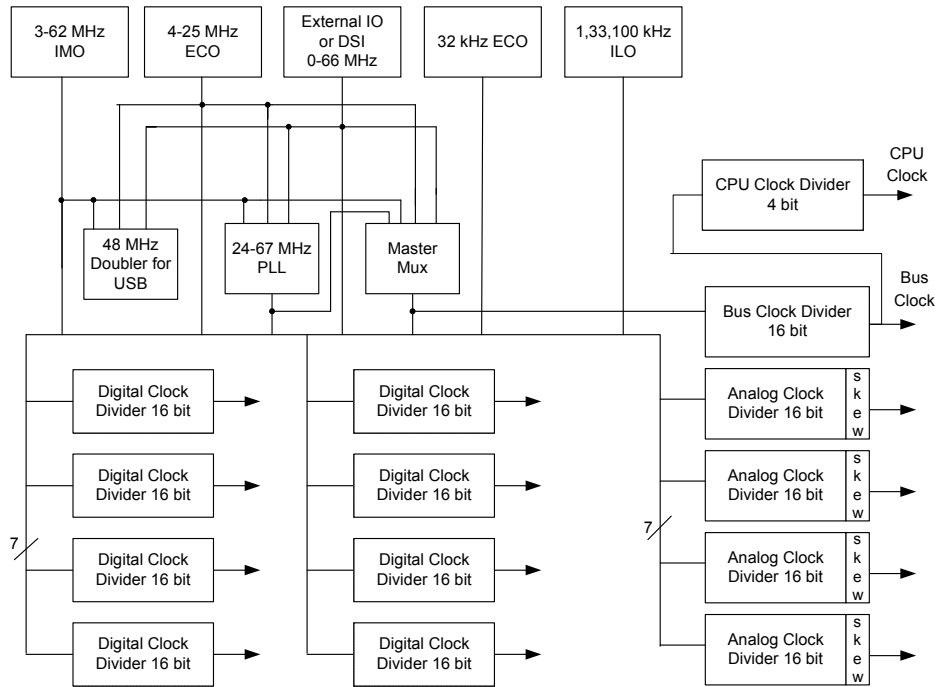 3-62 MHz
IMO
4-25 MHz
ECO
External IO
or DSI
0-66 MHz
32 kHz ECO
1,33,100 kHz
ILO
48 MHz
Doubler for
USB
24-67 MHz
PLL
Master
Mux
CPU Clock Divider
4 bit
CPU
Clock
Bus Clock Divider
16 bit
Bus
Clock
Digital Clock
Divider 16 bit
Digital Clock
Divider 16 bit
Analog Clock
Divider 16 bit
s
k
e
w
Digital Clock
Divider 16 bit
Digital Clock
Divider 16 bit
Analog Clock
Divider 16 bit
s
k
e
w
7
7
Digital Clock
Divider 16 bit
Digital Clock
Divider 16 bit
Analog Clock
Divider 16 bit
s
k
e
w
Digital Clock
Divider 16 bit
Digital Clock
Divider 16 bit
Analog Clock
Divider 16 bit
s
k
e
w